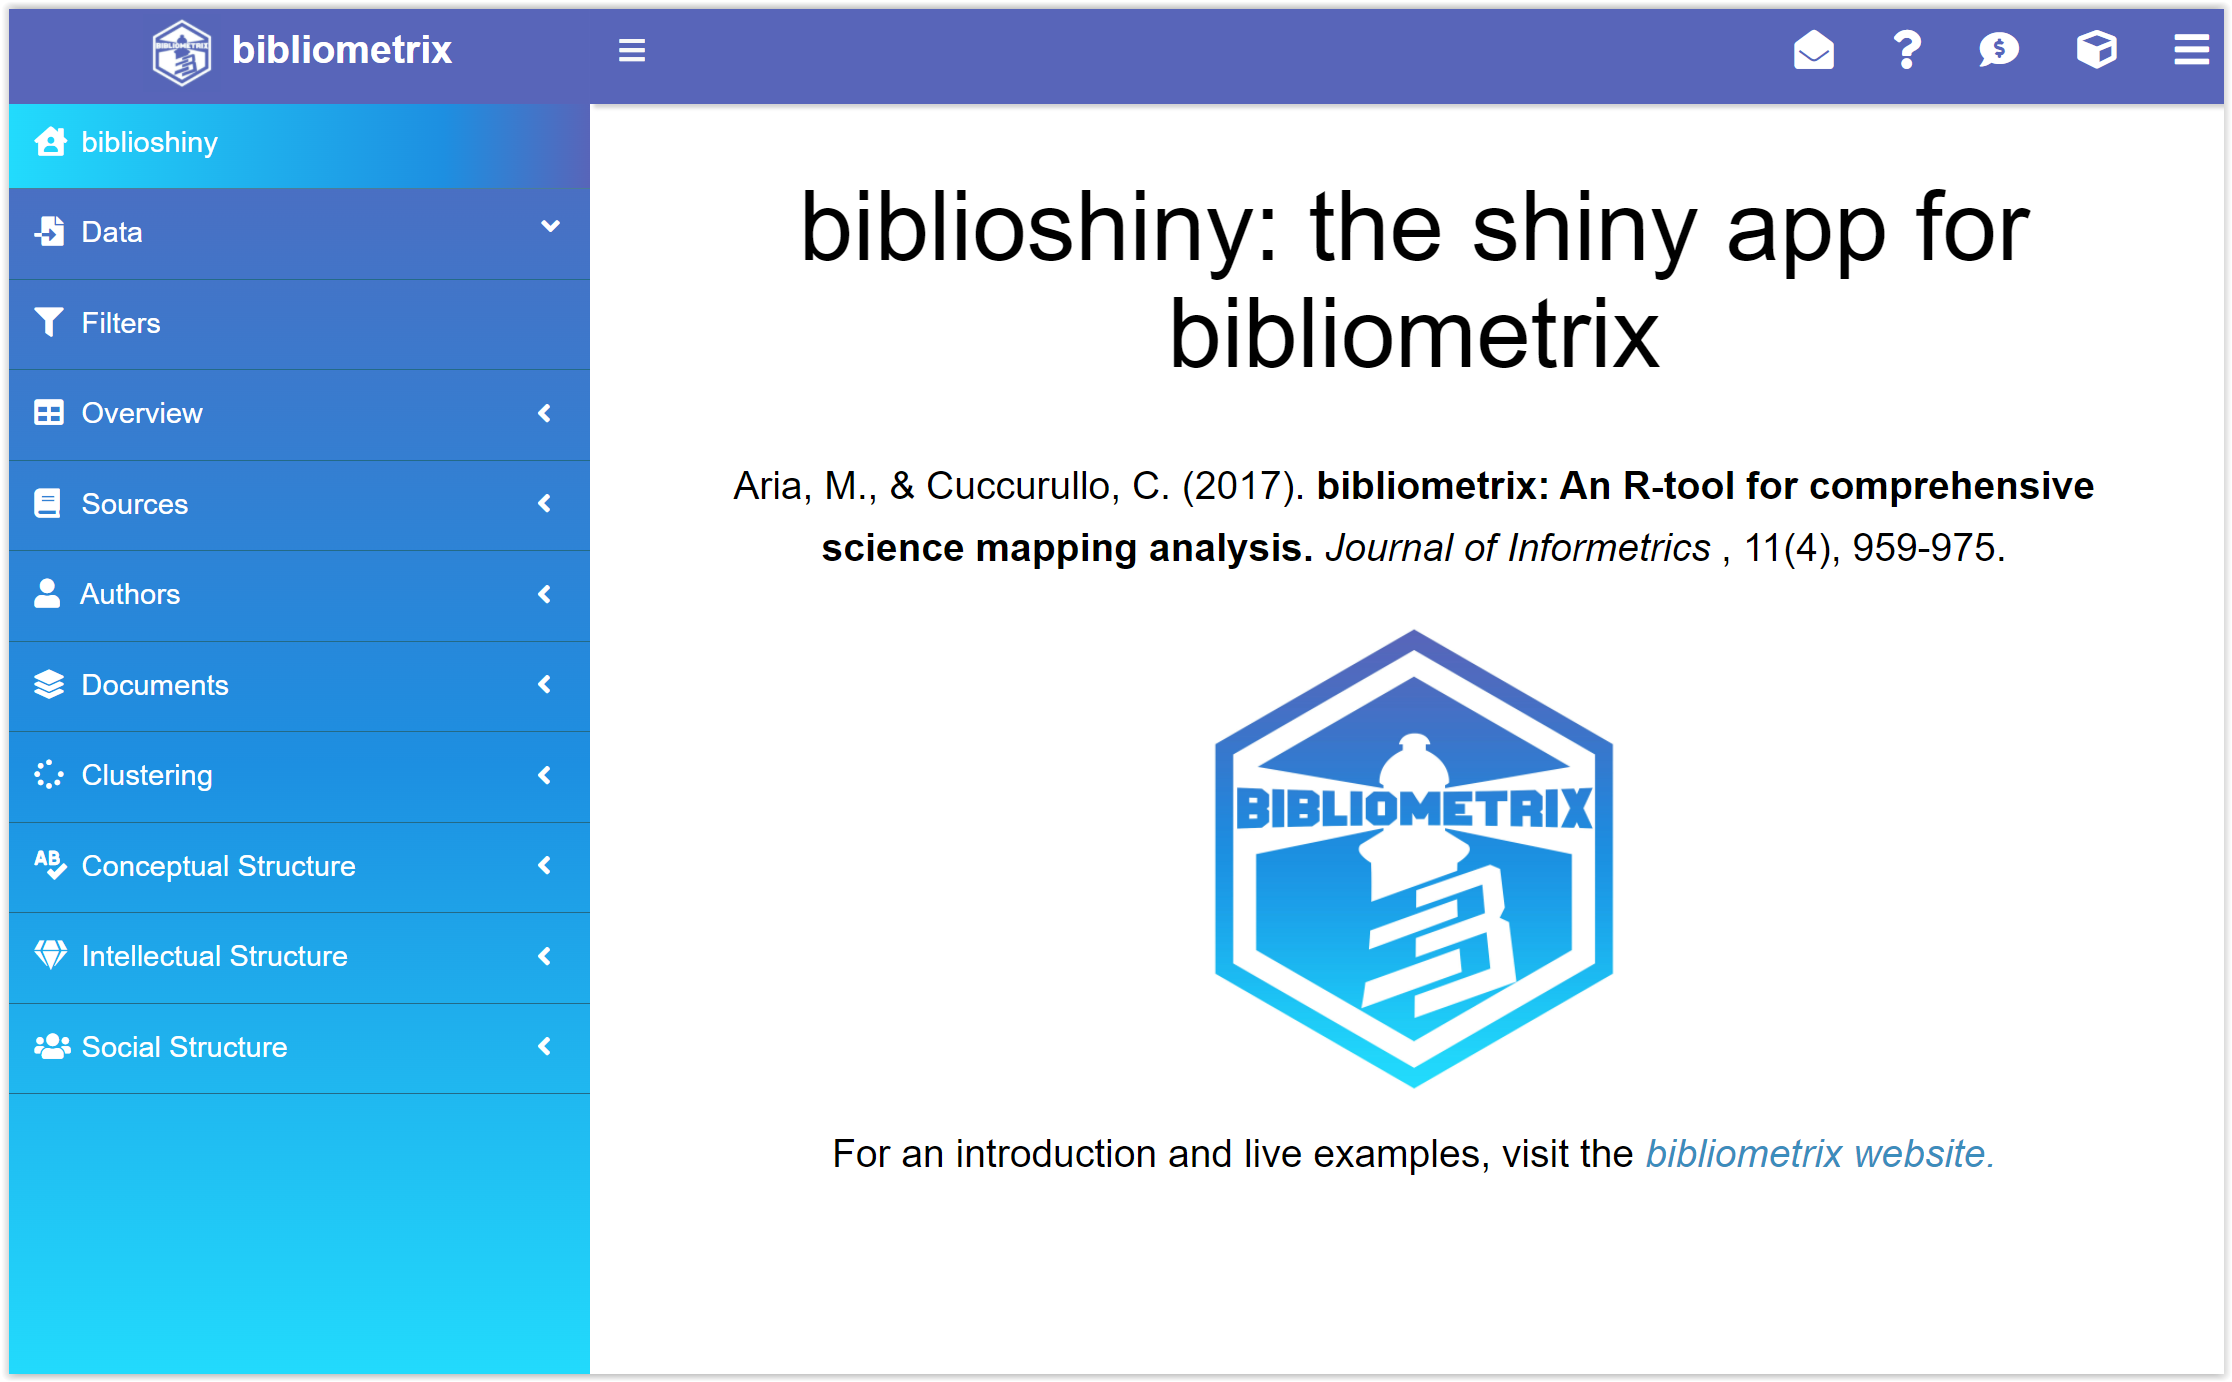 bibliometrix
biblioshiny
Data
Filters
Overview
Sources
Authors
Documents
Clustering
AB Conceptual Structure
Intellectual Structure
Social Structure
biblioshiny: the shiny app for
bibliometrix
Aria, M., & Cuccurullo, C. (2017). bibliometrix: An R-tool for comprehensive
science mapping analysis. Journal of Informetrics , 11(4), 959-975.
BIBLIOMETRIX
For an introduction and live examples, visit the bibliometrix website.